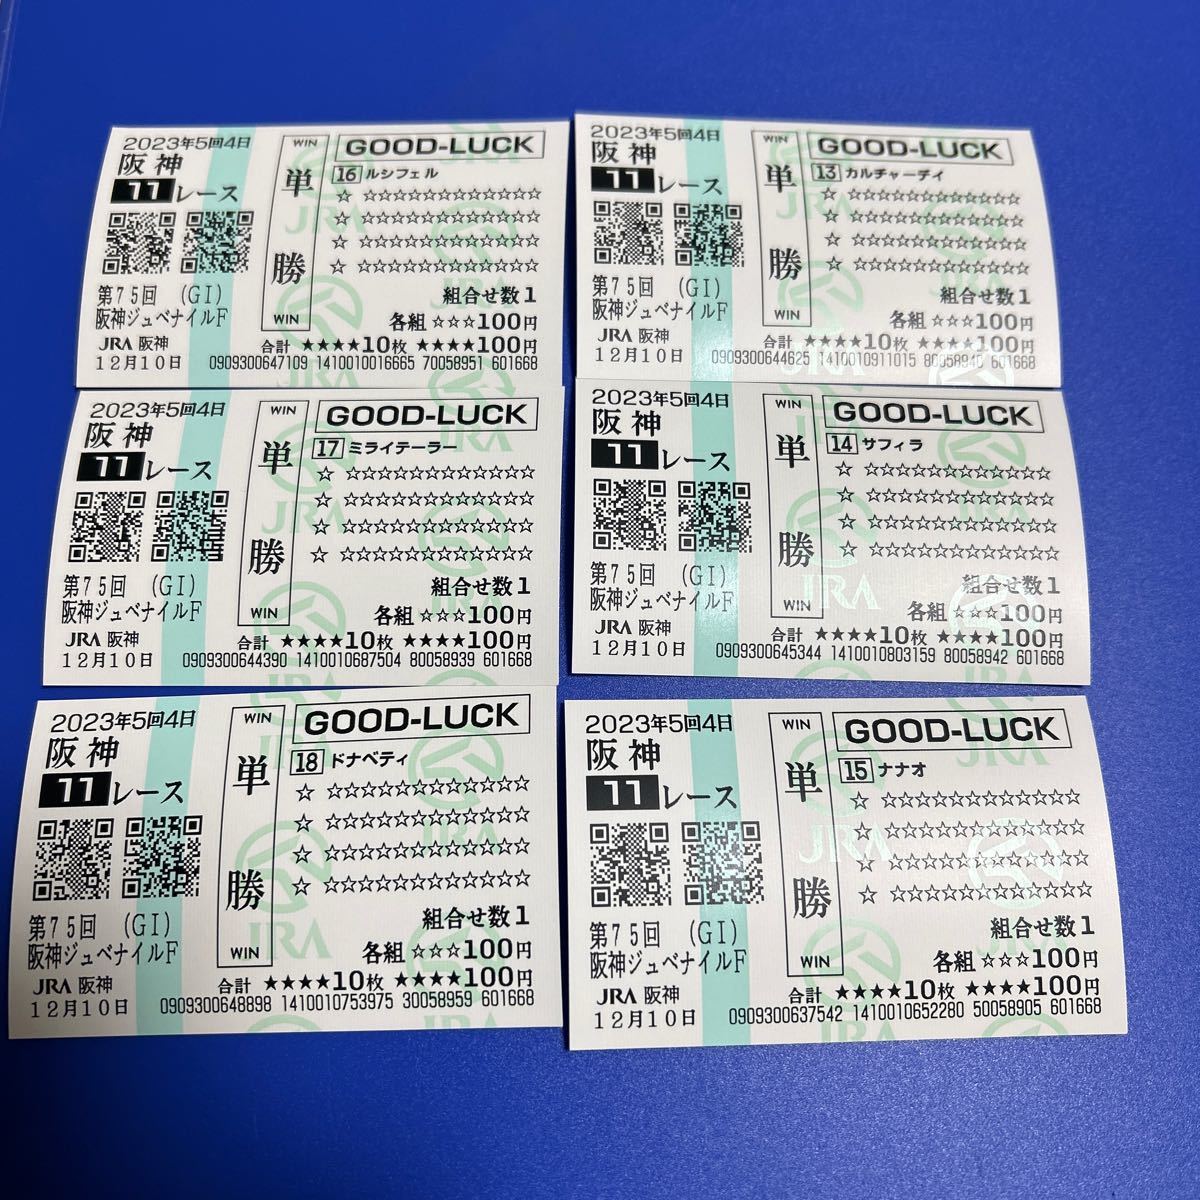 2023年5回4日
阪神
11レース
第75回 (GI)
阪神ジュベナイルF
JRA 阪神
12月10日
WIN
単勝
WIN
GOOD-LUCK
16 ルシフェル
☆ ☆☆☆☆☆☆☆☆☆☆☆☆
☆ ☆☆☆☆☆☆☆☆☆☆☆☆
☆ ☆☆☆☆☆☆☆☆☆☆☆☆
☆ ☆☆☆☆☆☆☆☆☆☆☆☆
組合せ数1
各組 ☆☆☆100円
合計 ★★★★10枚 ★★★★100円
0909300647109 1410010016665 70058951 601668
2023年5回4日
阪神
11レース
第75回 (GI)
阪神ジュベナイルF
JRA 阪神
12月10日
WIN
単勝
WIN
GOOD-LUCK
13 カルチャーデイ
☆ ☆☆☆☆☆☆☆☆☆☆☆☆
☆ ☆☆☆☆☆☆☆☆☆☆☆☆
☆ ☆☆☆☆☆☆☆☆☆☆☆☆
☆ ☆☆☆☆☆☆☆☆☆☆☆☆
組合せ数1
各組 ☆☆☆100円
合計 ★★★★10枚 ★★★★100円
0909300644625 1410010911015 80058940 601668
2023年5回4日
阪神
11レース
第75回 (GI)
阪神ジュベナイルF
JRA 阪神
12月10日
WIN
単勝
WIN
GOOD-LUCK
17 ミライテーラー
☆ ☆☆☆☆☆☆☆☆☆☆☆☆
☆ ☆☆☆☆☆☆☆☆☆☆☆☆
☆ ☆☆☆☆☆☆☆☆☆☆☆☆
☆ ☆☆☆☆☆☆☆☆☆☆☆☆
組合せ数1
各組 ☆☆☆100円
合計 ★★★★10枚 ★★★★100円
0909300644390 1410010687504 80058939 601668
2023年5回4日
阪神
11レース
第75回 (GI)
阪神ジュベナイルF
JRA 阪神
12月10日
WIN
単勝
WIN
GOOD-LUCK
14 サフィラ
☆ ☆☆☆☆☆☆☆☆☆☆☆☆
☆ ☆☆☆☆☆☆☆☆☆☆☆☆
☆ ☆☆☆☆☆☆☆☆☆☆☆☆
☆ ☆☆☆☆☆☆☆☆☆☆☆☆
組合せ数1
各組 ☆☆☆100円
合計 ★★★★10枚 ★★★★100円
0909300645344 1410010803159 80058942 601668
2023年5回4日
阪神
11レース
第75回 (GI)
阪神ジュベナイルF
JRA 阪神
12月10日
WIN
単勝
WIN
GOOD-LUCK
18 ドナベティ
☆ ☆☆☆☆☆☆☆☆☆☆☆☆
☆ ☆☆☆☆☆☆☆☆☆☆☆☆
☆ ☆☆☆☆☆☆☆☆☆☆☆☆
☆ ☆☆☆☆☆☆☆☆☆☆☆☆
組合せ数1
各組 ☆☆☆100円
合計 ★★★★10枚 ★★★★100円
0909300648898 1410010753975 30058959 601668
2023年5回4日
阪神
11レース
第75回 (GI)
阪神ジュベナイルF
JRA 阪神
12月10日
WIN
単勝
WIN
GOOD-LUCK
15 ナナオ
☆ ☆☆☆☆☆☆☆☆☆☆☆☆
☆ ☆☆☆☆☆☆☆☆☆☆☆☆
☆ ☆☆☆☆☆☆☆☆☆☆☆☆
☆ ☆☆☆☆☆☆☆☆☆☆☆☆
組合せ数1
各組 ☆☆☆100円
合計 ★★★★10枚 ★★★★100円
0909300637542 1410010652280 50058905 601668